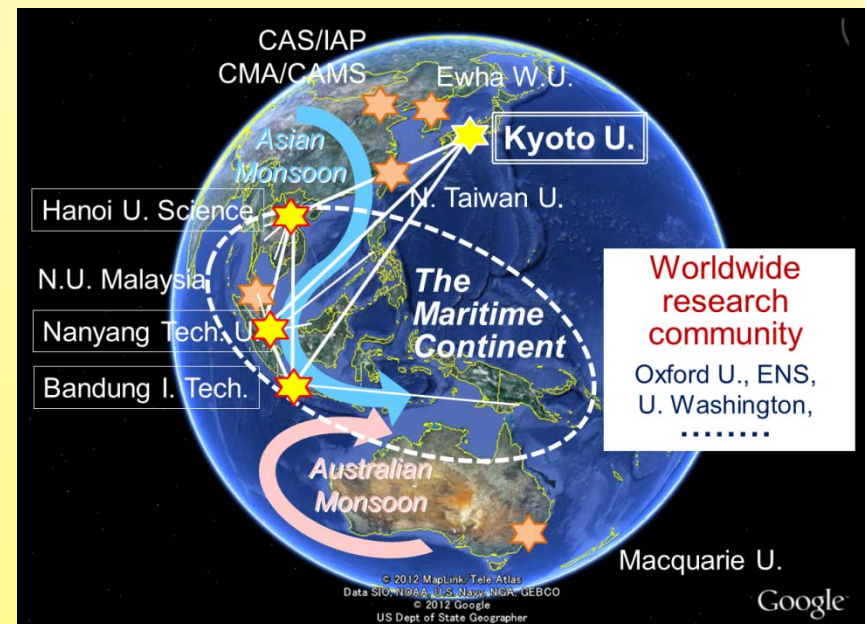 CAS/IAP
CMA/CAMS
Ewha W.U.
Kyoto U.
Asian
Monsoon
N. Taiwan U.
Hanoi U. Science
N.U. Malaysia
Nanyang Tech. U
Bandung I. Tech.
The
Maritime
Continent
Worldwide
research
community
Oxford U., ENS,
U. Washington,
........
Australian
Monsoon
Macquarie U.
© 2012 MapLink/Tele Atlas
Data SIO, NOAA, U.S. Navy, NGA, GEBCO
© 2012 Google
US Dept of State Geographer
Google